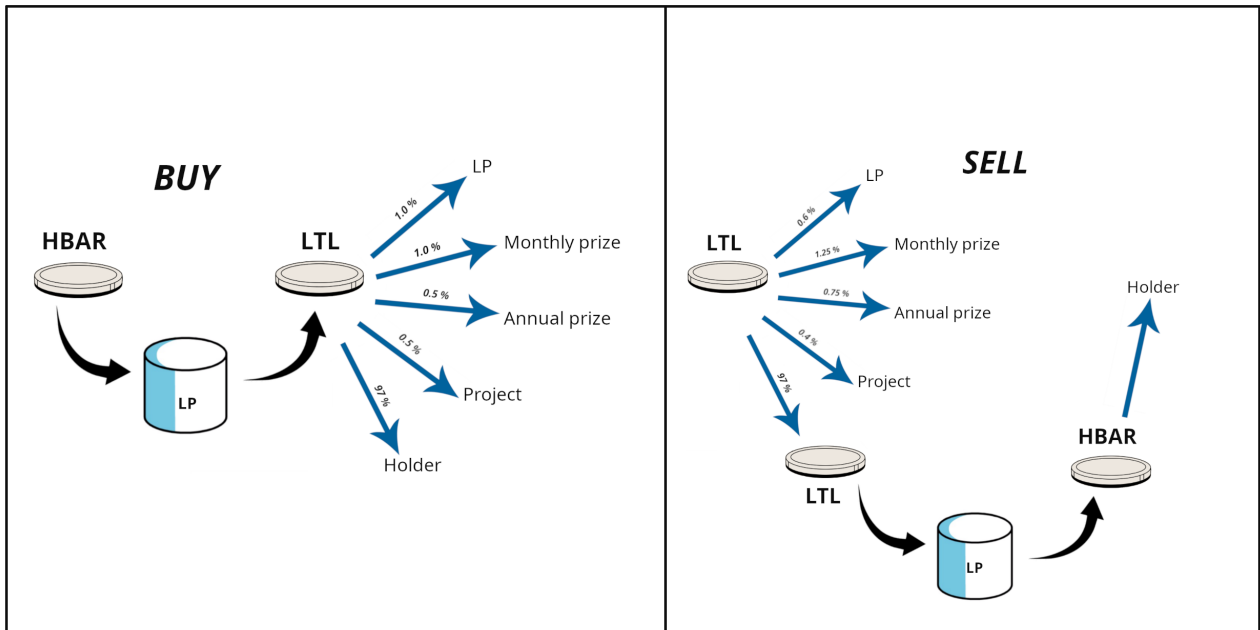 BUY
HBAR
LP
LTL
1.0 %
LP
1.0 %
Monthly prize
0.5 %
Annual prize
0.5 %
Project
97 %
Holder
SELL
LTL
0.6 %
LP
1.25 %
Monthly prize
0.75 %
Annual prize
0.4 %
Project
97 %
LTL
LP
HBAR
Holder